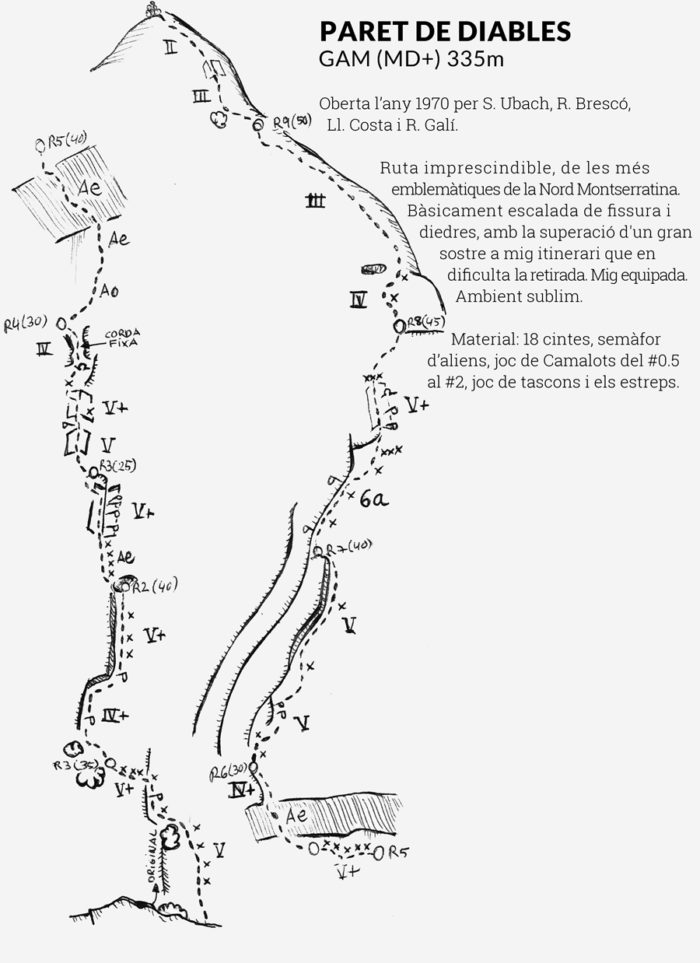 PARET DE DIABLES
GAM (MD+) 335m
Oberta l'any 1970 per S. Ubach, R. Brescó,
Ll. Costa i R. Galí.
Ruta imprescindible, de les més
emblemàtiques de la Nord Montserratina.
Bàsicament escalada de fissura i
diedres, amb la superació d'un gran
sostre a mig itinerari que en
dificulta la retirada. Mig equipada.
Ambient sublim.
Material: 18 cintes, semàfor
d'aliens, joc de Camalots del #0.5
al #2, joc de tascons i els estreps.
R5(40)
Ae
Ae
Ao
R4(30)
CORDA
FIXA
IV
P
V+
V
R3(25)
V+
P
P
P
Ae
R2(40)
V+
P
IV+
P
R3(35)
V+
P
V
ORIGINAL
II
III
R9(50)
III
IV
R8(45)
P
P
P
V+
6a
R7(40)
V
P
P
V
R6(30)
IV+
Ae
R5
V+